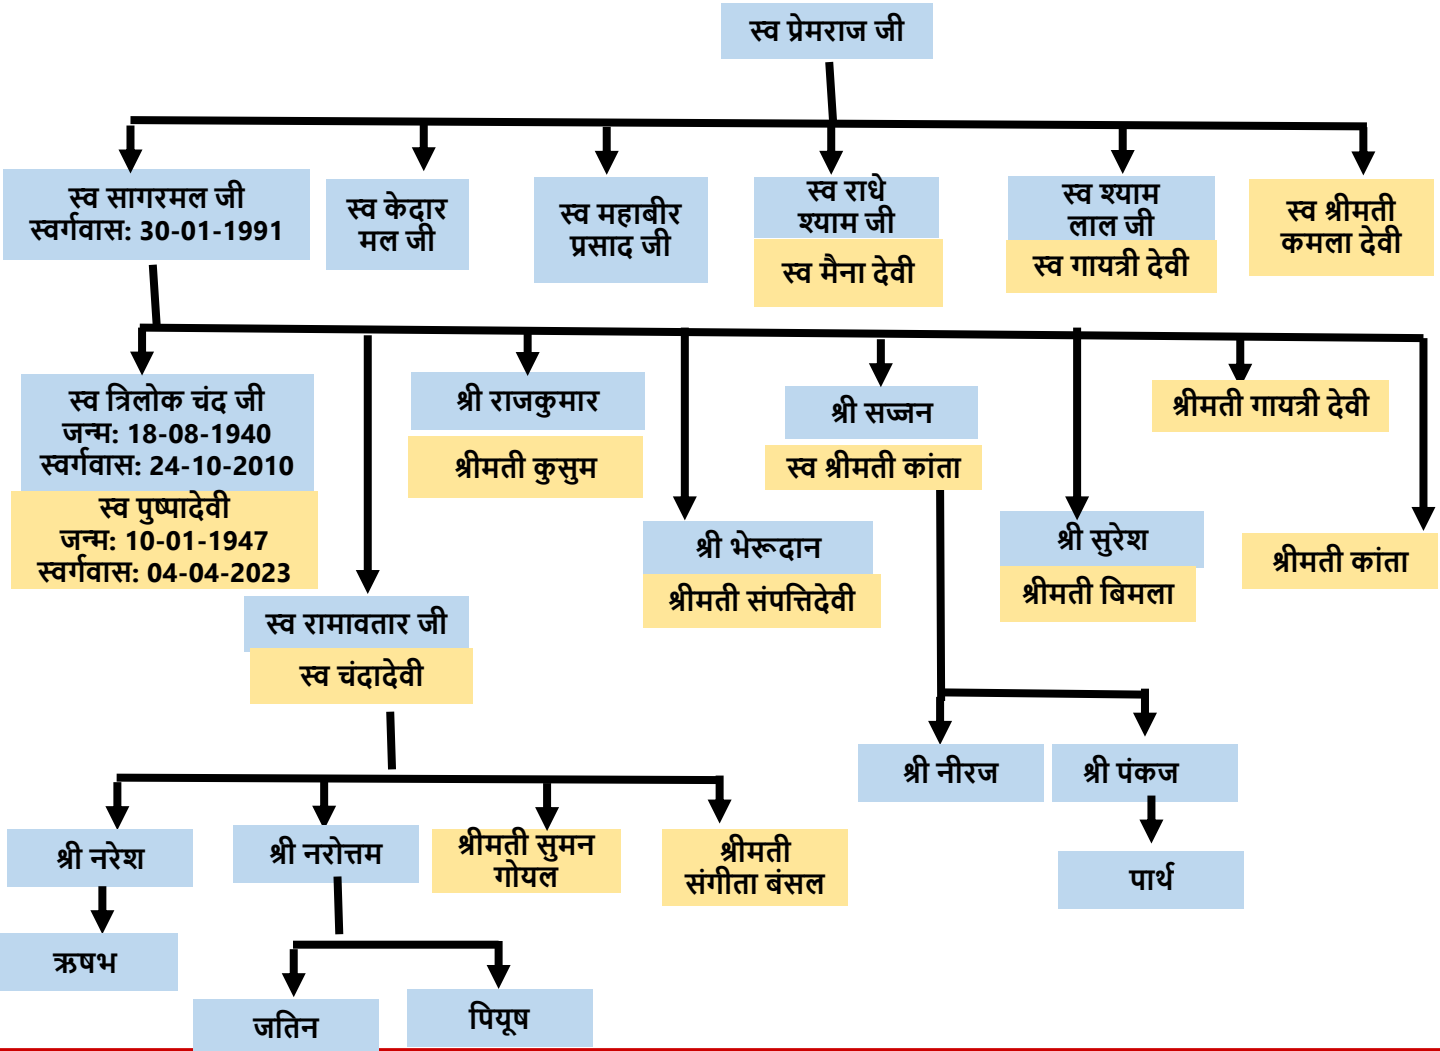 स्व प्रेमराज जी
स्व सागरमल जी
स्वर्गवास: 30-01-1991
स्व केदार
मल जी
स्व महाबीर
प्रसाद जी
स्व राधे
श्याम जी
स्व मैना देवी
स्व श्याम
लाल जी
स्व गायत्री देवी
स्व श्रीमती
कमला देवी
स्व त्रिलोक चंद जी
जन्म: 18-08-1940
स्वर्गवास: 24-10-2010
स्व पुष्पादेवी
जन्म: 10-01-1947
स्वर्गवास: 04-04-2023
स्व रामावतार जी
स्व चंदादेवी
श्री राजकुमार
श्रीमती कुसुम
श्री भेरूदान
श्रीमती संपत्तिदेवी
श्री सज्जन
स्व श्रीमती कांता
श्री सुरेश
श्रीमती बिमला
श्रीमती गायत्री देवी
श्रीमती कांता
श्री नीरज
श्री पंकज
पार्थ
श्री नरेश
श्री नरोत्तम
श्रीमती सुमन
गोयल
श्रीमती
संगीता बंसल
ऋषभ
जतिन
पियूष